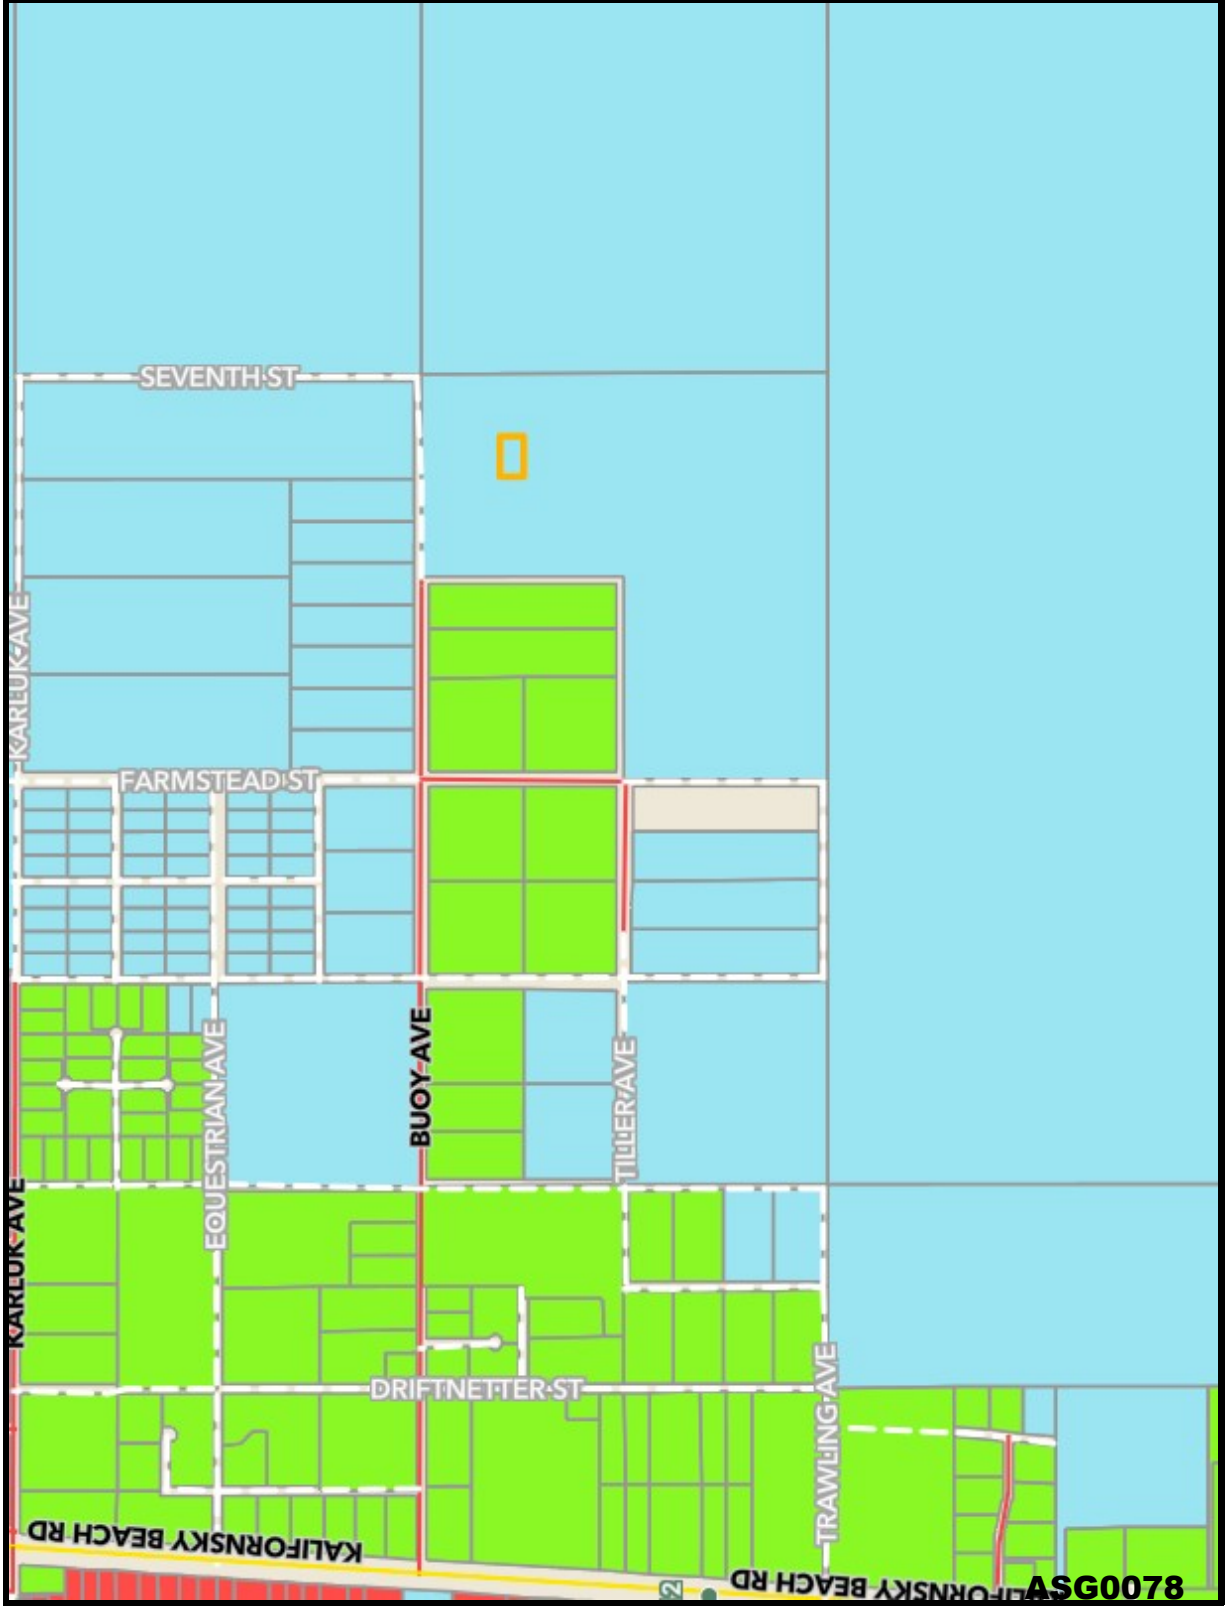 SEVENTH ST
KARLUK AVE
FARMSTEAD ST
EQUESTRIAN AVE
BUOY AVE
TILLER AVE
KARLUK AVE
DRIFTNETTER ST
TRAWLING AVE
KALIFORNSKY BEACH RD
KALIFORNSKY BEACH RD
ASG0078